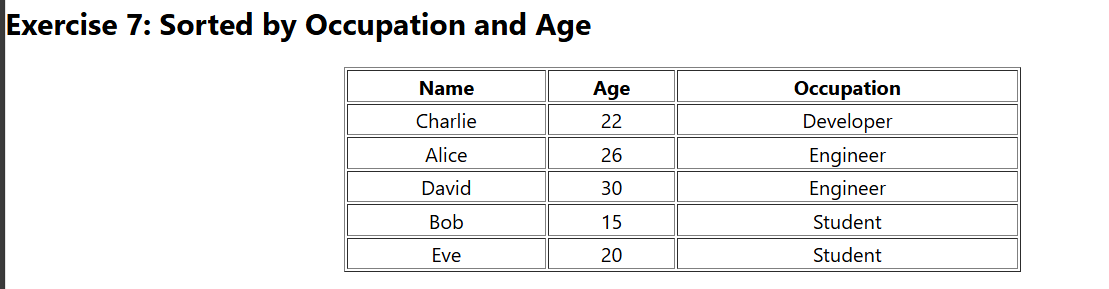 Exercise 7: Sorted by Occupation and Age
Name Age Occupation
Charlie 22 Developer
Alice 26 Engineer
David 30 Engineer
Bob 15 Student
Eve 20 Student